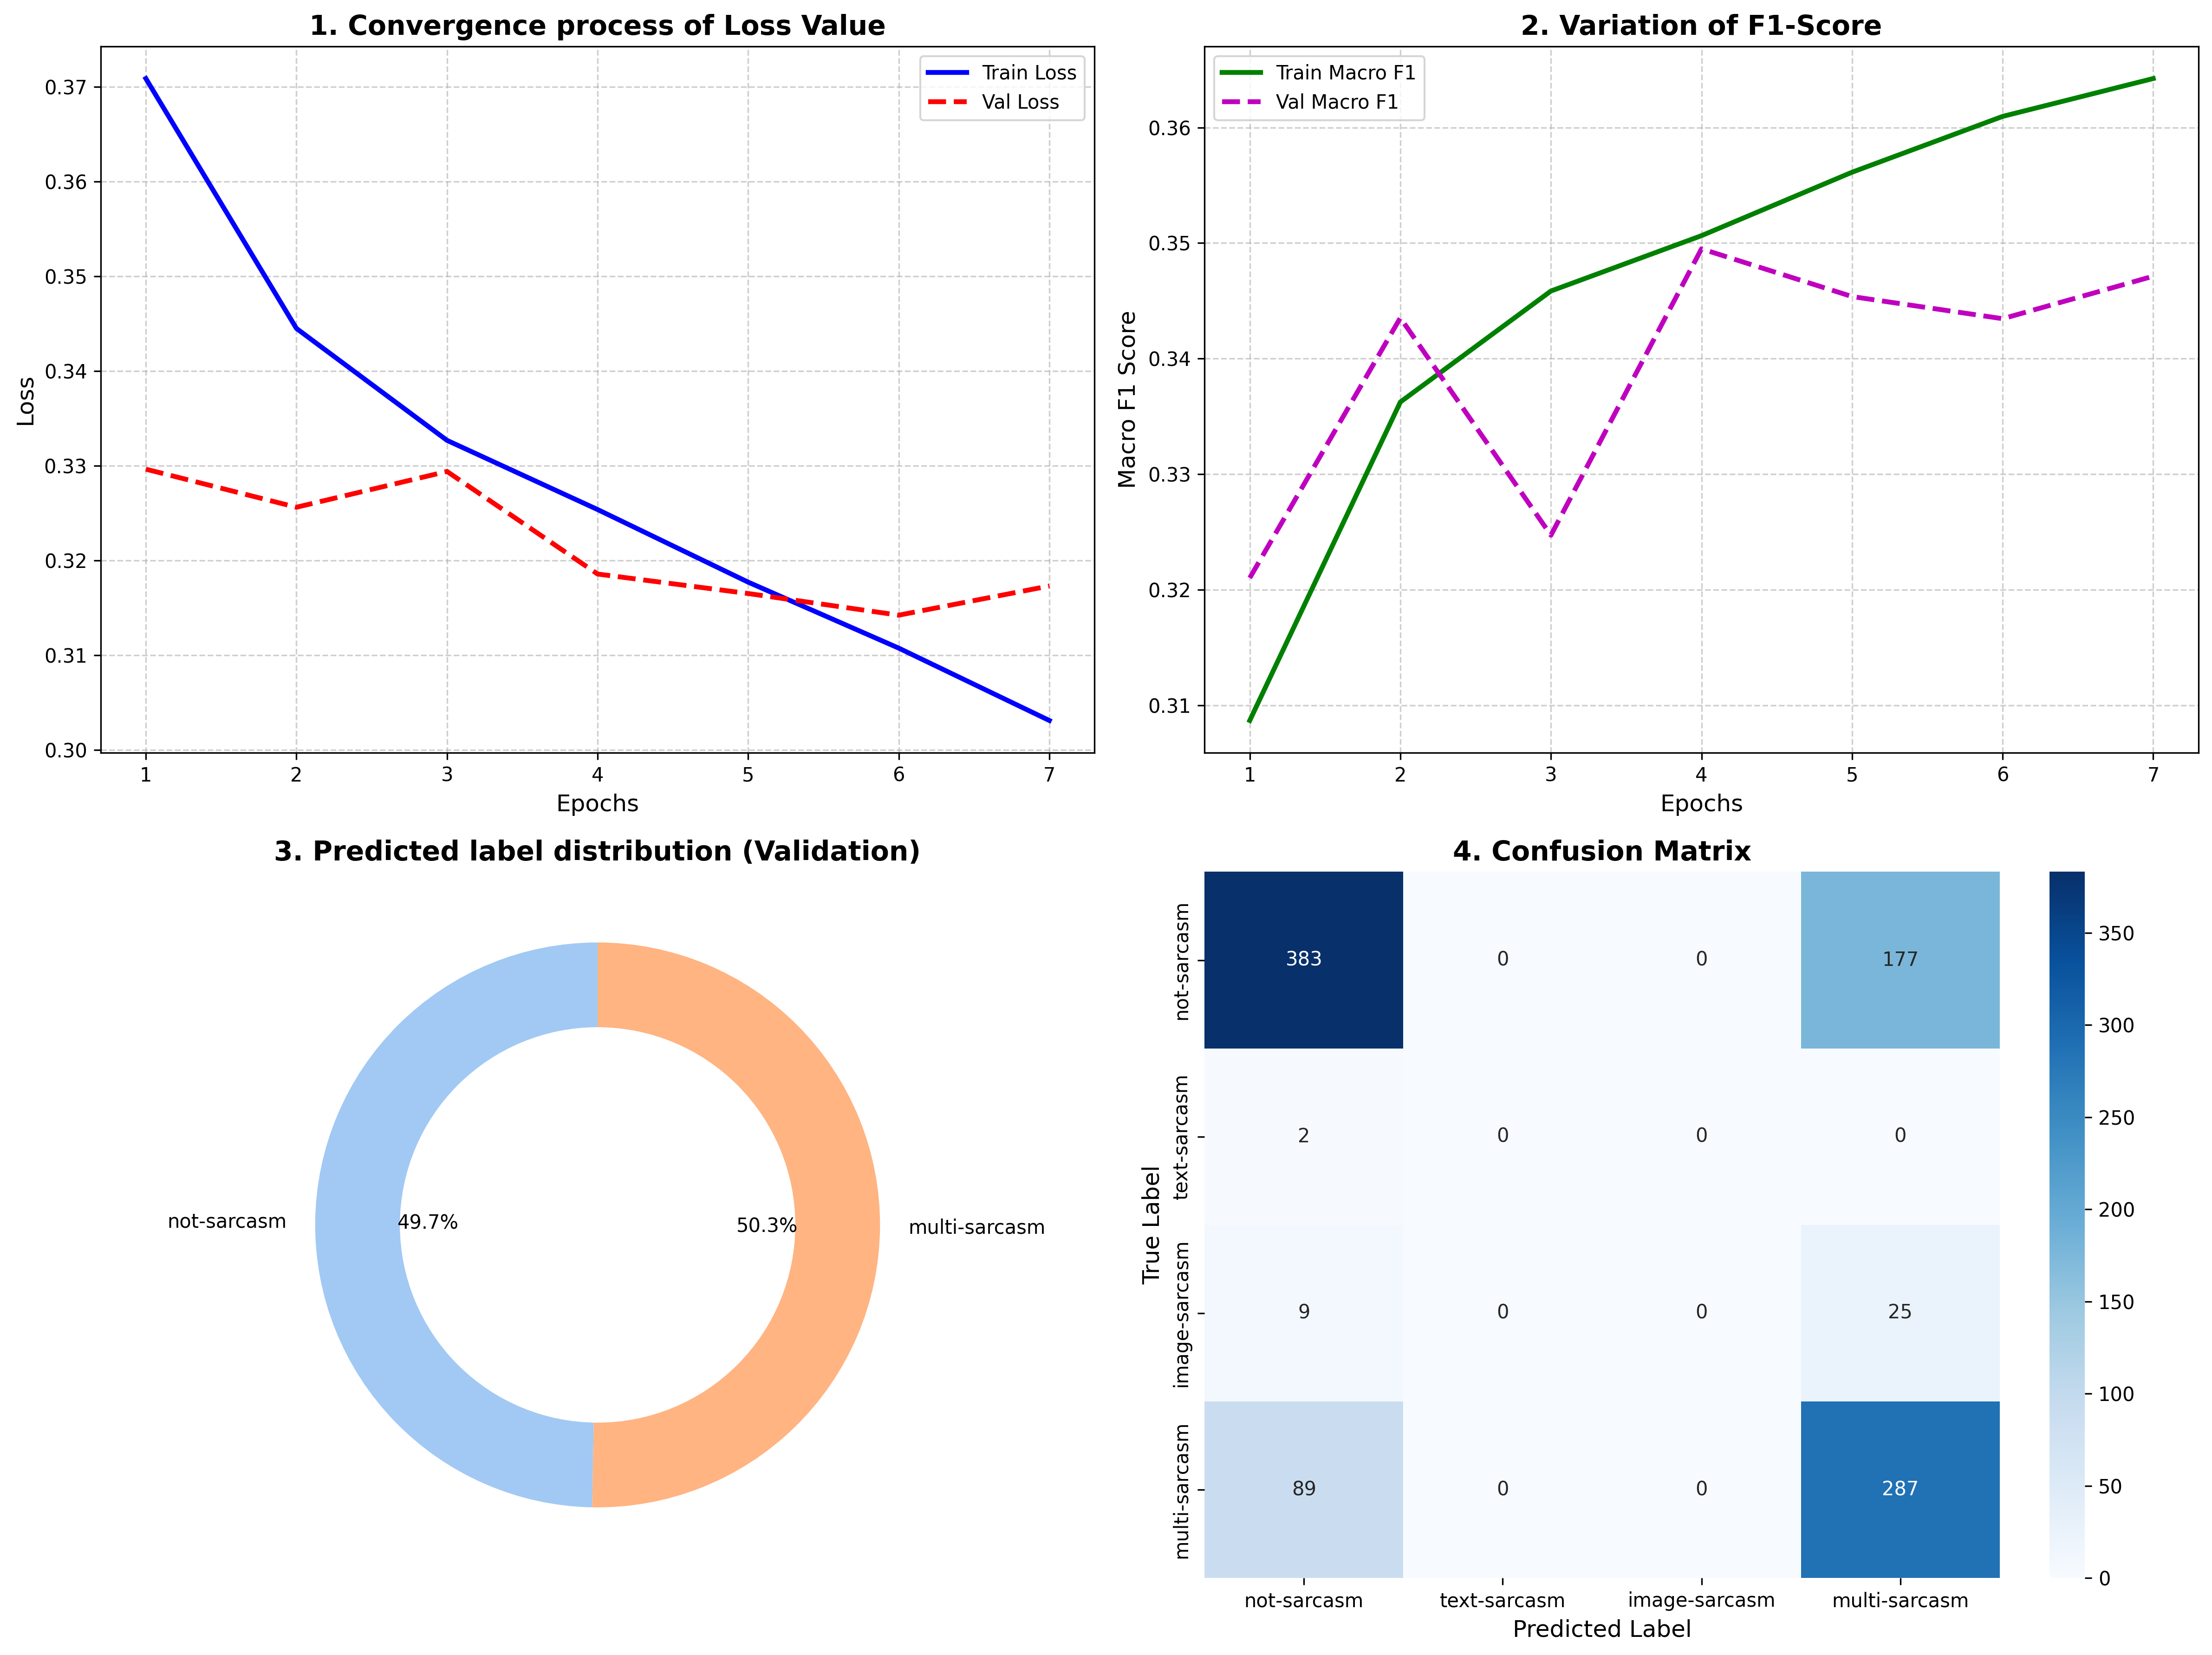 1. Convergence process of Loss Value
Train Loss
Val Loss
0.37
0.36
0.35
0.34
0.33
0.32
0.31
0.30
Loss
1 2 3 4 5 6 7
Epochs
2. Variation of F1-Score
Train Macro F1
Val Macro F1
0.36
0.35
0.34
0.33
0.32
0.31
Macro F1 Score
1 2 3 4 5 6 7
Epochs
3. Predicted label distribution (Validation)
not-sarcasm
49.7%
50.3%
multi-sarcasm
4. Confusion Matrix
True Label
not-sarcasm
383 0 0 177
text-sarcasm
2 0 0 0
image-sarcasm
9 0 0 25
multi-sarcasm
89 0 0 287
not-sarcasm text-sarcasm image-sarcasm multi-sarcasm
Predicted Label
350
300
250
200
150
100
50
0